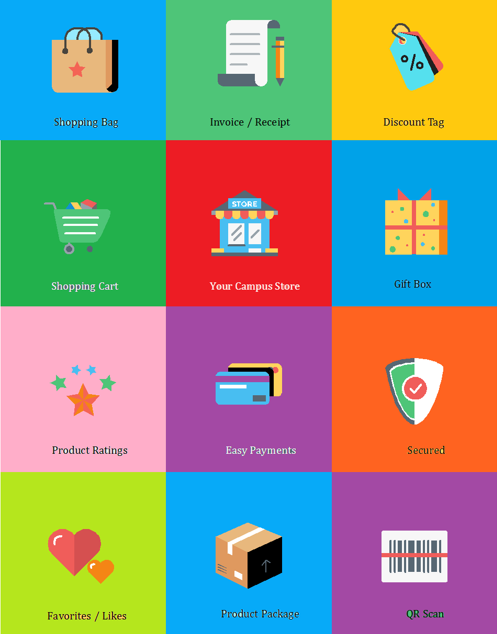 Shopping Bag
Invoice / Receipt
Discount Tag
%
Shopping Cart
STORE
Your Campus Store
Gift Box
Product Ratings
Easy Payments
Secured
Favorites / Likes
Product Package
QR Scan